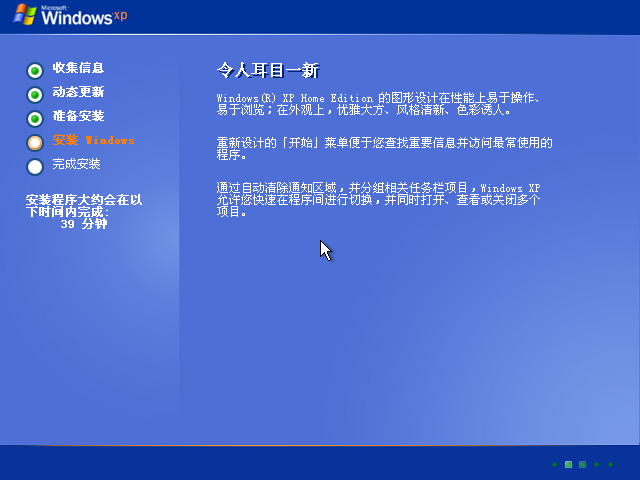 Microsoft
Windows xp
收集信息
动态更新
准备安装
安装 Windows
完成安装
安装程序大约会在以
下时间内完成:
39 分钟
令人耳目一新
Windows(R) XP Home Edition 的图形设计在性能上易于操作、
易于浏览；在外观上，优雅大方、风格清新、色彩诱人。
重新设计的「开始」菜单便于您查找重要信息并访问最常使用的
程序。
通过自动清除通知区域，并分组相关任务栏项目，Windows XP
允许您快速在程序间进行切换，并同时打开、查看或关闭多个
项目。